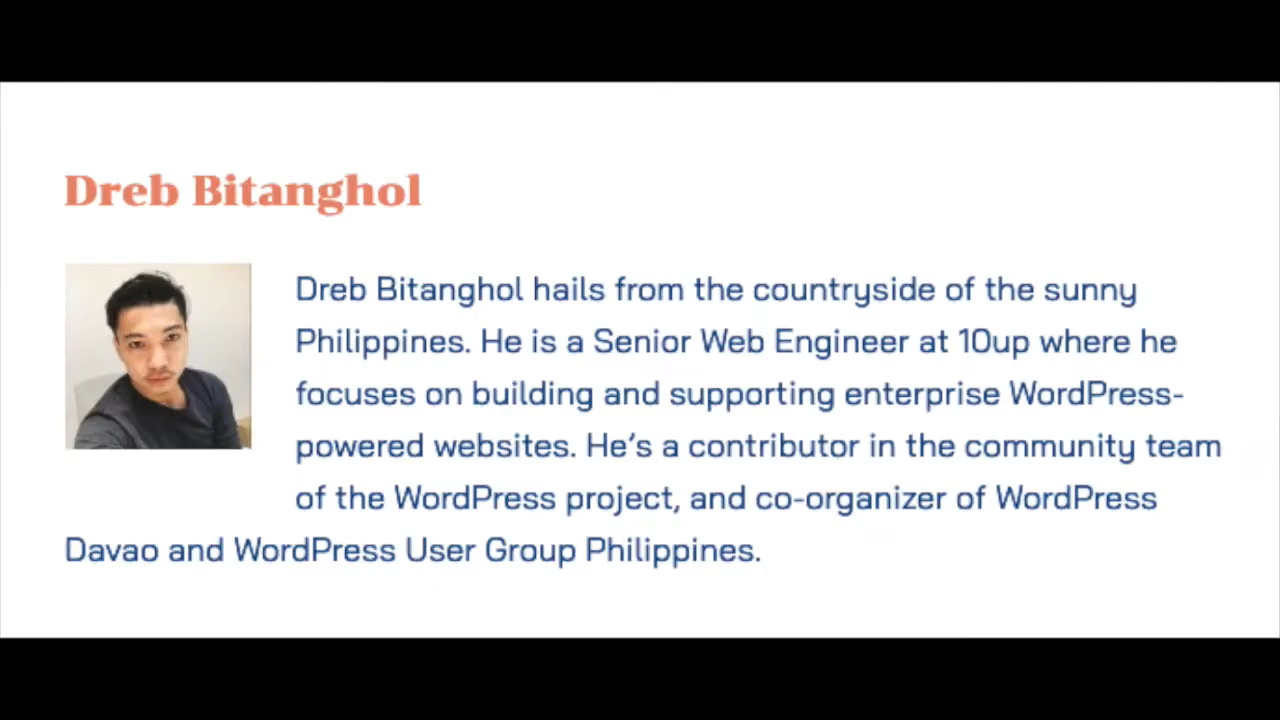 Dreb Bitanghol
Dreb Bitanghol hails from the countryside of the sunny
Philippines. He is a Senior Web Engineer at 10up where he
focuses on building and supporting enterprise WordPress-
powered websites. He’s a contributor in the community team
of the WordPress project, and co-organizer of WordPress
Davao and WordPress User Group Philippines.